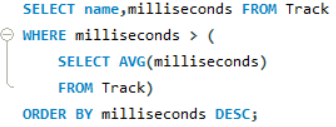 SELECT name,milliseconds FROM Track
WHERE milliseconds > (
SELECT AVG(milliseconds)
FROM Track)
ORDER BY milliseconds DESC;